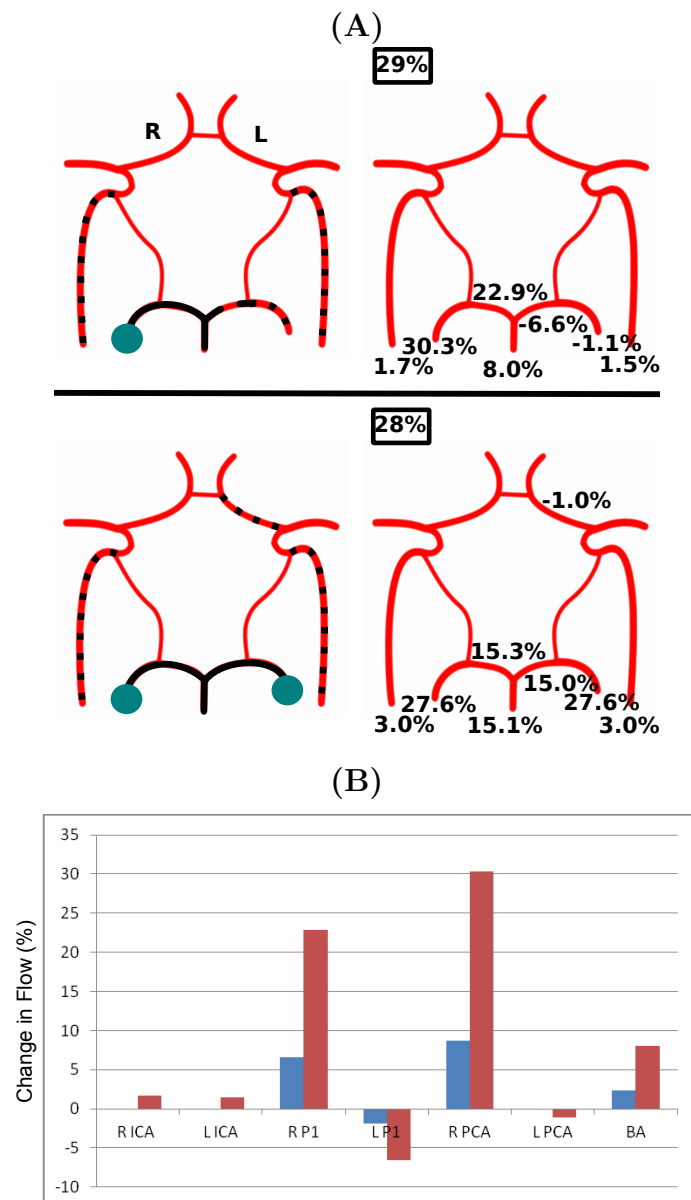 (A)
29%
R L
22.9%
-6.6%
30.3% -1.1%
1.7% 8.0% 1.5%
28%
-1.0%
15.3%
15.0%
27.6% 27.6%
3.0% 15.1% 3.0%
(B)
Change in Flow (%)
35
30
25
20
15
10
5
0
-5
-10
R ICA L ICA R P1 L P1 R PCA L PCA BA